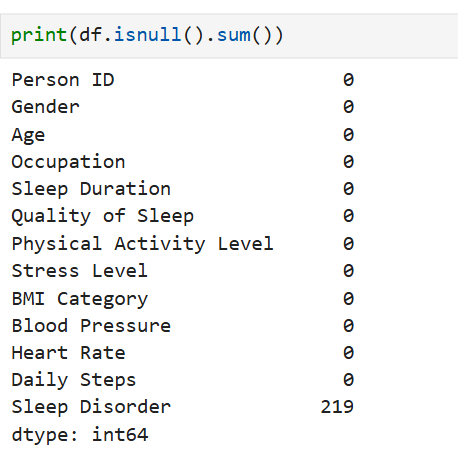 print(df.isnull().sum())
Person ID 0
Gender 0
Age 0
Occupation 0
Sleep Duration 0
Quality of Sleep 0
Physical Activity Level 0
Stress Level 0
BMI Category 0
Blood Pressure 0
Heart Rate 0
Daily Steps 0
Sleep Disorder 219
dtype: int64